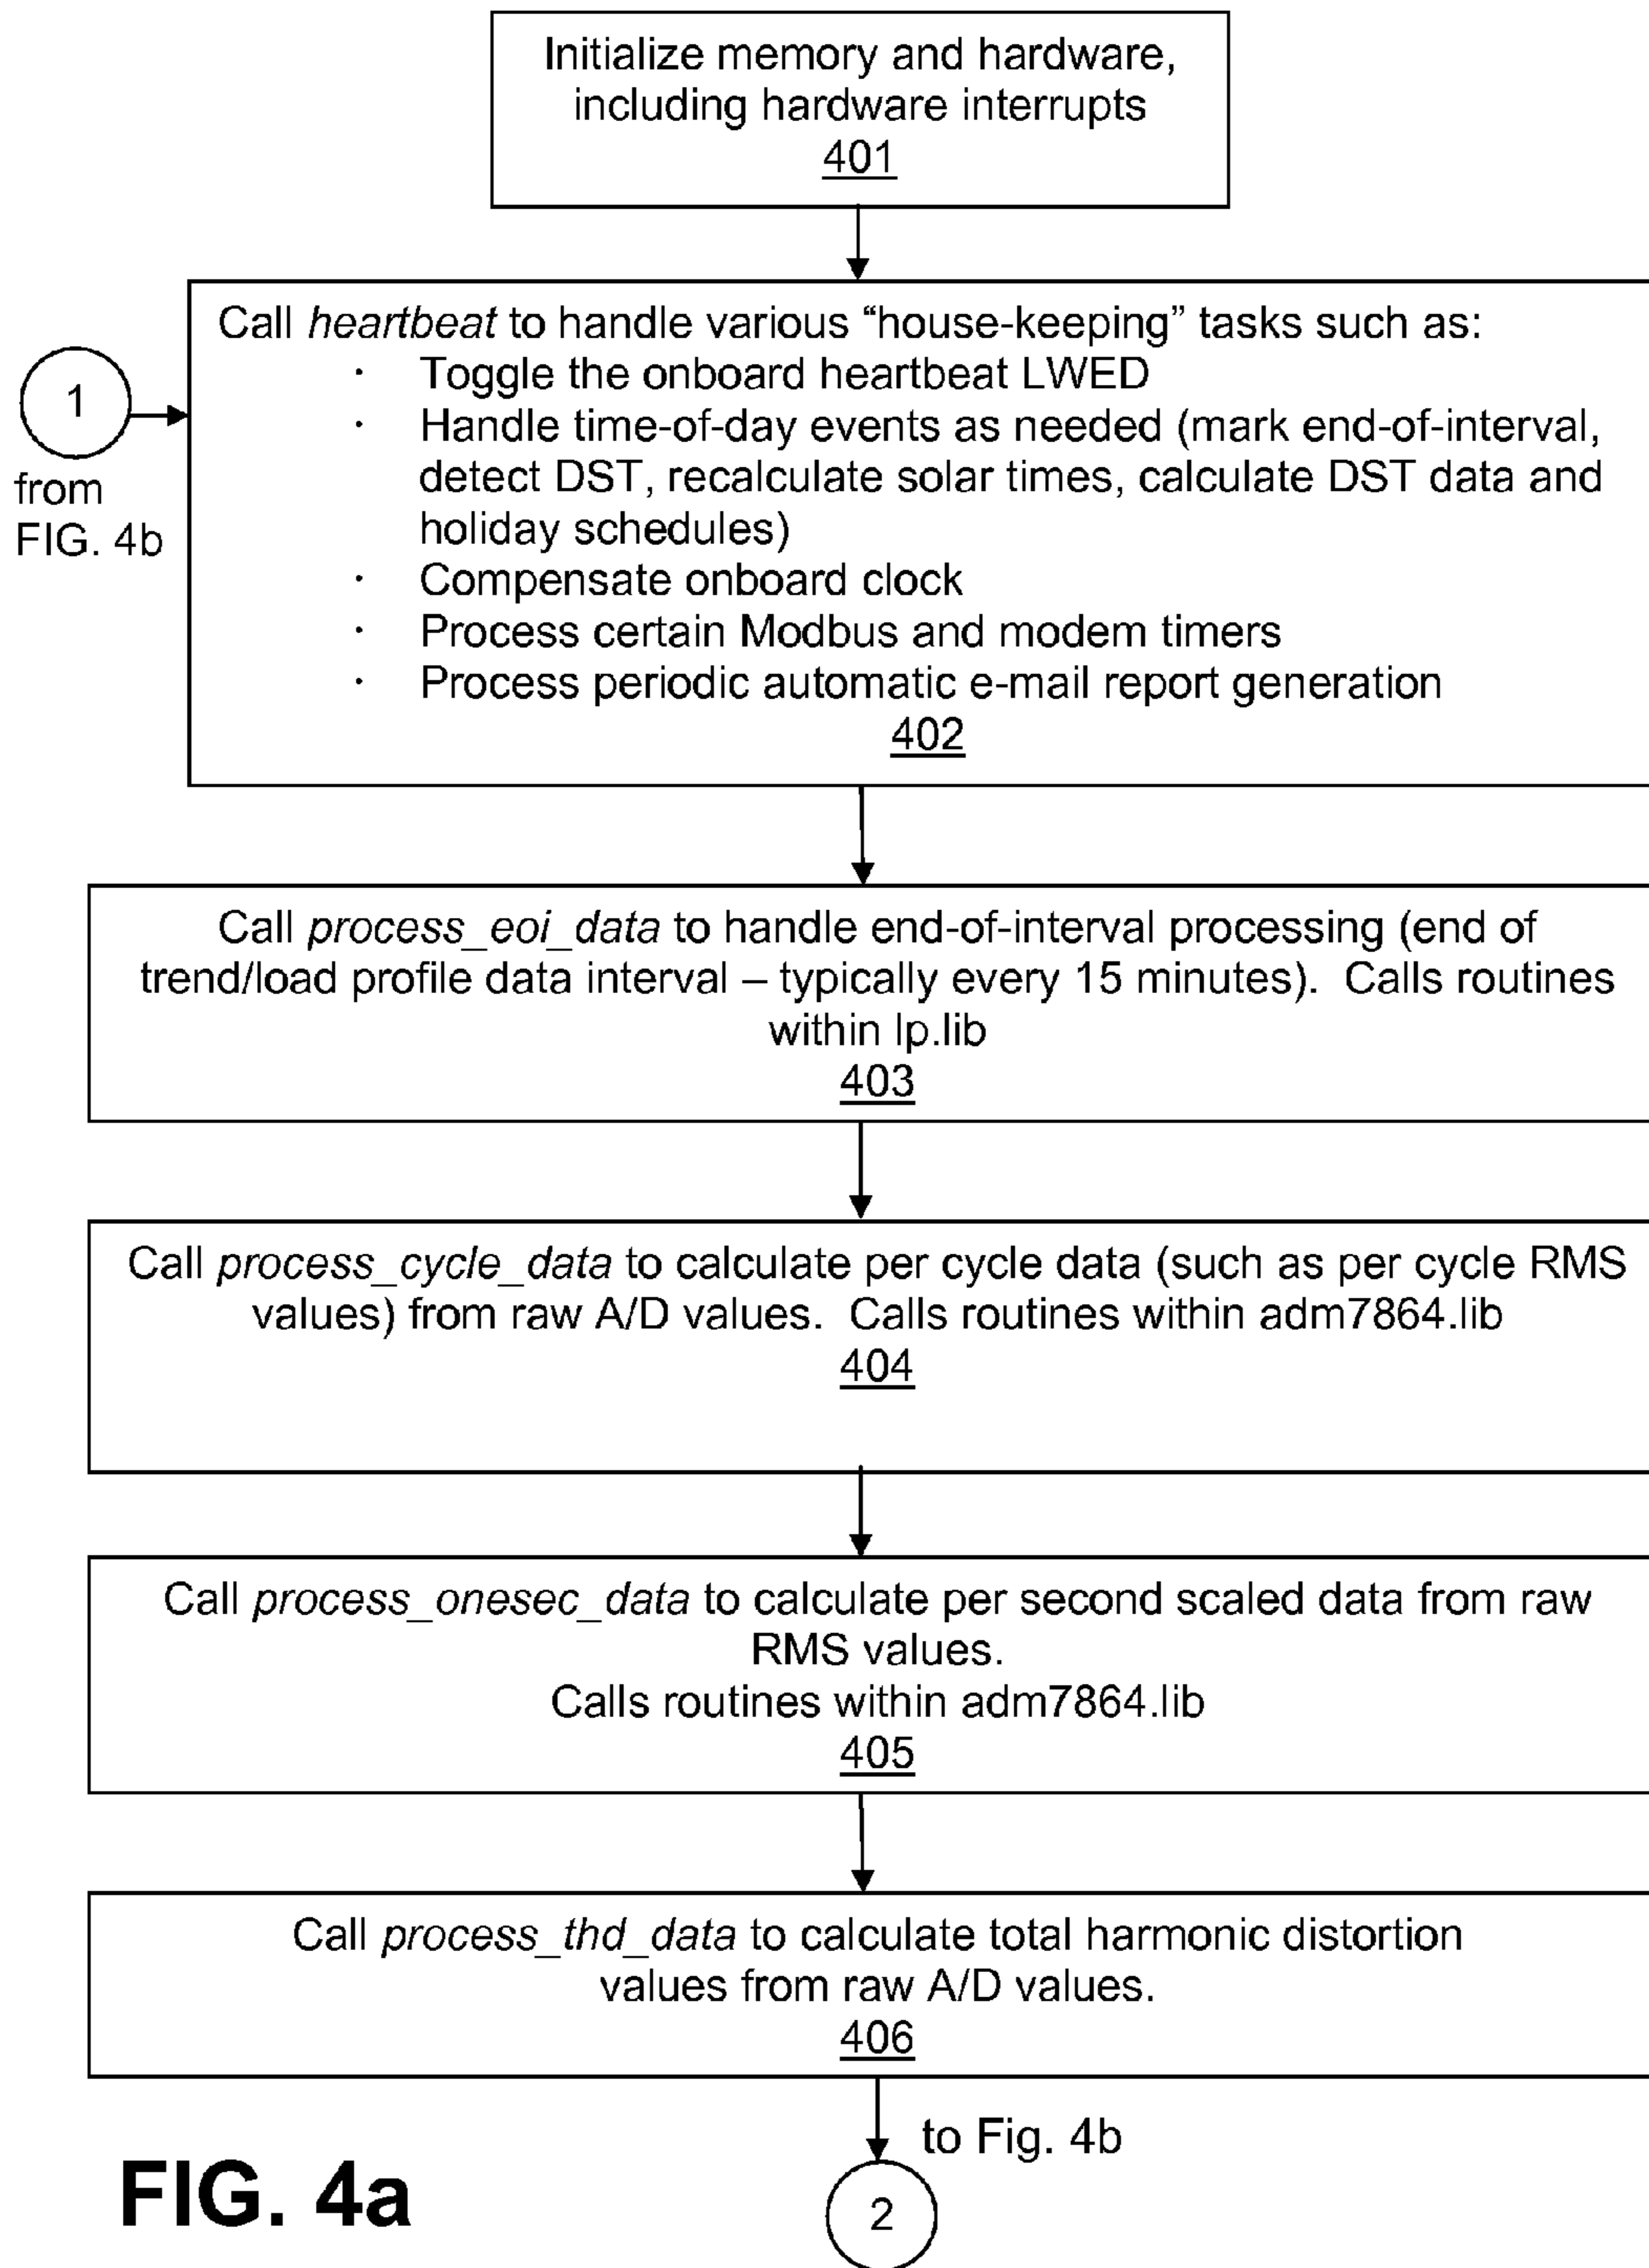 Initialize memory and hardware,
including hardware interrupts
401
Call heartbeat to handle various “house-keeping” tasks such as:
· Toggle the onboard heartbeat LWED
· Handle time-of-day events as needed (mark end-of-interval,
detect DST, recalculate solar times, calculate DST data and
holiday schedules)
· Compensate onboard clock
· Process certain Modbus and modem timers
· Process periodic automatic e-mail report generation
402
1
from
FIG. 4b
Call process_eoi_data to handle end-of-interval processing (end of
trend/load profile data interval – typically every 15 minutes). Calls routines
within lp.lib
403
Call process_cycle_data to calculate per cycle data (such as per cycle RMS
values) from raw A/D values. Calls routines within adm7864.lib
404
Call process_onesec_data to calculate per second scaled data from raw
RMS values.
Calls routines within adm7864.lib
405
Call process_thd_data to calculate total harmonic distortion
values from raw A/D values.
406
to Fig. 4b
2
FIG. 4a